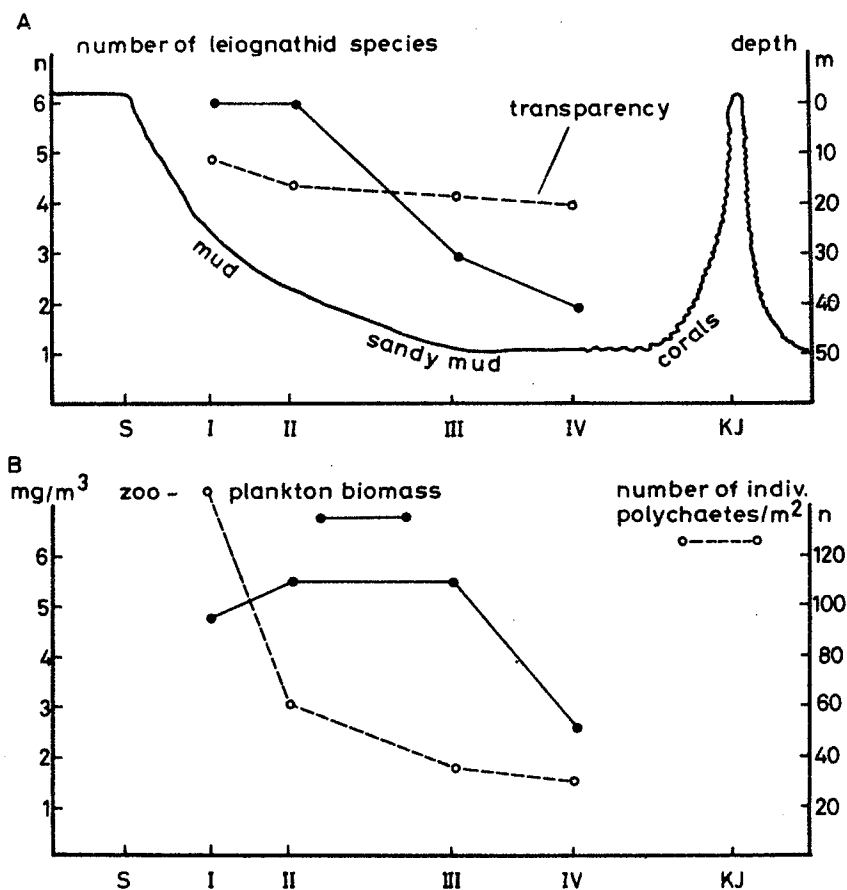 A
number of leiognathid species
depth
n
m
6
5
4
3
2
1
0
10
20
30
40
50
transparency
mud
sandy mud
corals
S I II III IV KJ
B
mg/m³ zoo - plankton biomass
number of indiv.
polychaetes/m² n
6
5
4
3
2
1
120
100
80
60
40
20
S I II III IV KJ